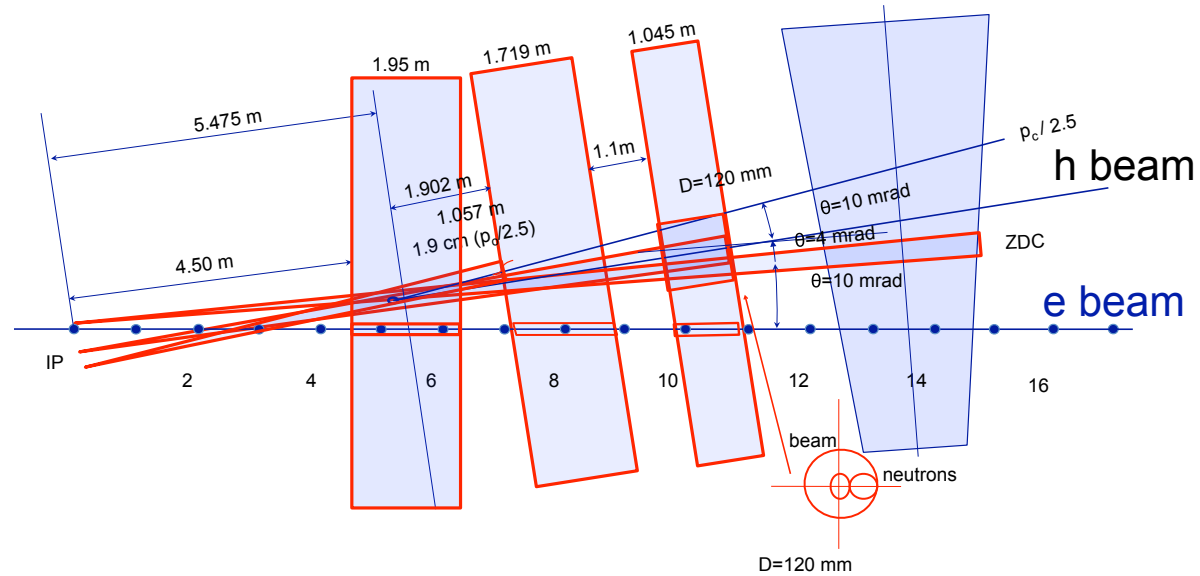 1.045 m
1.719 m
1.95 m
5.475 m
1.1m
p_c / 2.5
h beam
D=120 mm
1.902 m
θ=10 mrad
1.057 m
1.9 cm (p_c/2.5)
θ=4 mrad
ZDC
4.50 m
θ=10 mrad
e beam
IP
2 4 6 8 10 12 14 16
beam
neutrons
D=120 mm